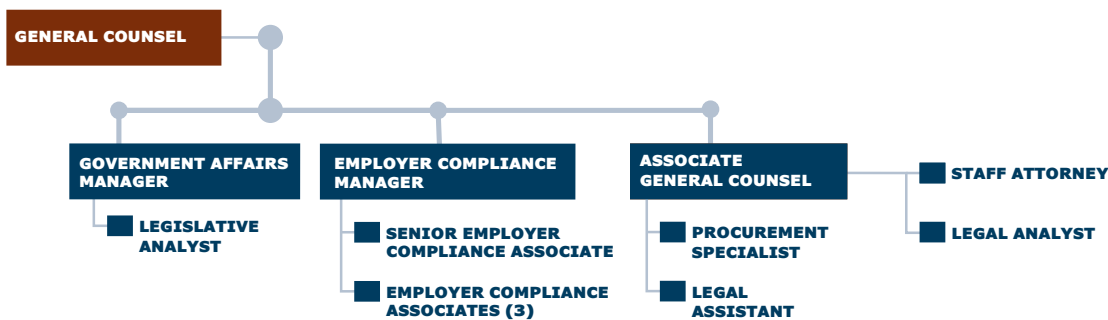 GENERAL COUNSEL
GOVERNMENT AFFAIRS
MANAGER
LEGISLATIVE
ANALYST
EMPLOYER COMPLIANCE
MANAGER
SENIOR EMPLOYER
COMPLIANCE ASSOCIATE
EMPLOYER COMPLIANCE
ASSOCIATES (3)
ASSOCIATE
GENERAL COUNSEL
PROCUREMENT
SPECIALIST
LEGAL
ASSISTANT
STAFF ATTORNEY
LEGAL ANALYST